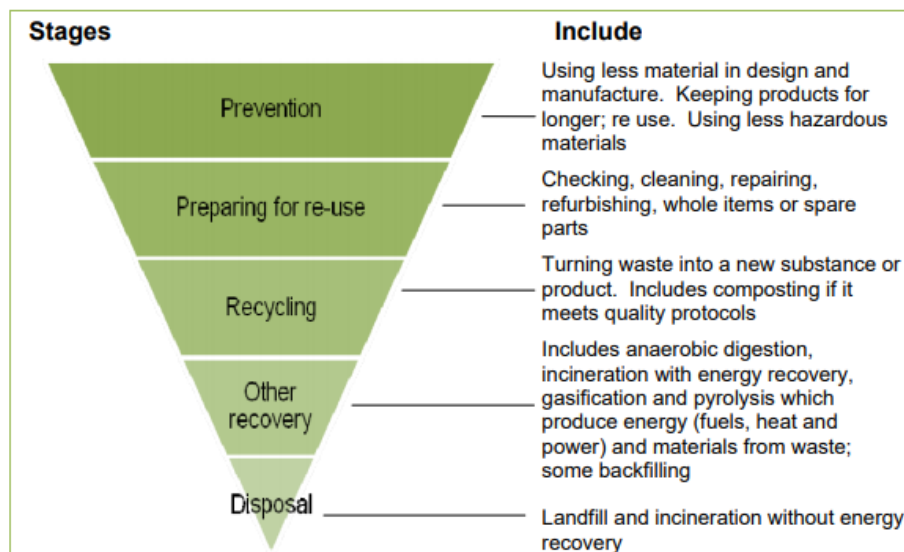 Stages
Include
Prevention
Using less material in design and
manufacture.  Keeping products for
longer; re use.  Using less hazardous
materials
Preparing for re-use
Checking, cleaning, repairing,
refurbishing, whole items or spare
parts
Recycling
Turning waste into a new substance or
product.  Includes composting if it
meets quality protocols
Other
recovery
Includes anaerobic digestion,
incineration with energy recovery,
gasification and pyrolysis which
produce energy (fuels, heat and
power) and materials from waste;
some backfilling
Disposal
Landfill and incineration without energy
recovery